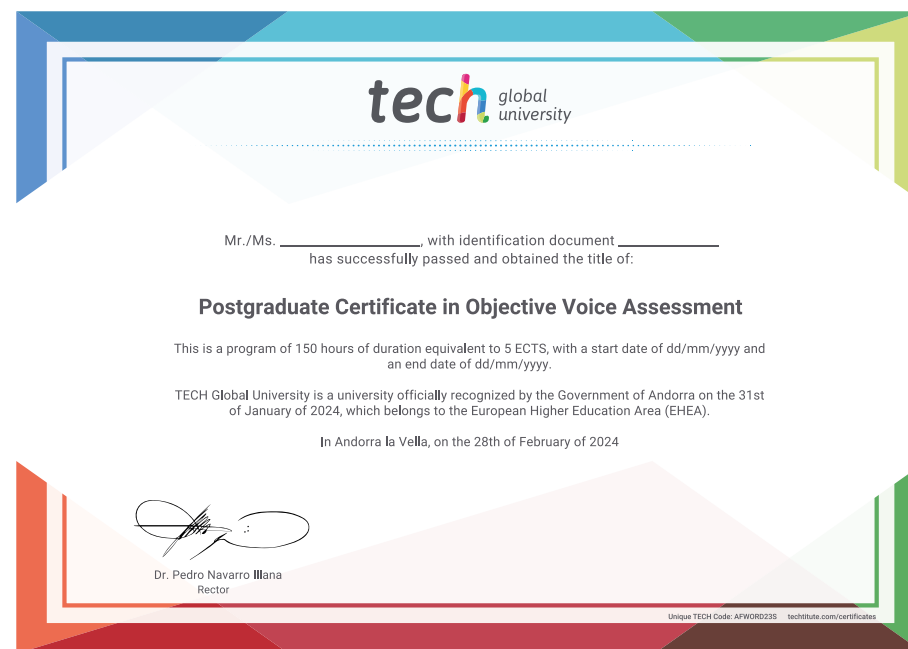 tech global
university
Mr./Ms. ____________, with identification document ____________
has successfully passed and obtained the title of:
Postgraduate Certificate in Objective Voice Assessment
This is a program of 150 hours of duration equivalent to 5 ECTS, with a start date of dd/mm/yyyy and
an end date of dd/mm/yyyy.
TECH Global University is a university officially recognized by the Government of Andorra on the 31st
of January of 2024, which belongs to the European Higher Education Area (EHEA).
In Andorra la Vella, on the 28th of February of 2024
Dr. Pedro Navarro Illana
Rector
Unique TECH Code: AFWORD23S techtitute.com/certificates